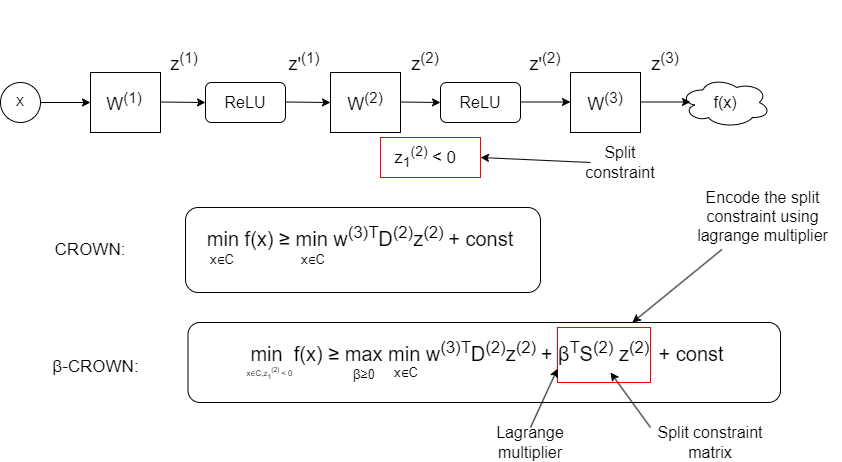 z⁽¹⁾ z'⁽¹⁾ z⁽²⁾ z'⁽²⁾ z⁽³⁾
x W⁽¹⁾ ReLU W⁽²⁾ ReLU W⁽³⁾ f(x)
z₁⁽²⁾ < 0
Split
constraint
Encode the split
constraint using
lagrange multiplier
CROWN:
min f(x) ≥ min w⁽³⁾ᵀD⁽²⁾z⁽²⁾ + const
x∈C x∈C
β-CROWN:
min f(x) ≥ max min w⁽³⁾ᵀD⁽²⁾z⁽²⁾ + βᵀS⁽²⁾ z⁽²⁾ + const
x∈C,z₁⁽²⁾ < 0 β≥0 x∈C
Lagrange
multiplier
Split constraint
matrix